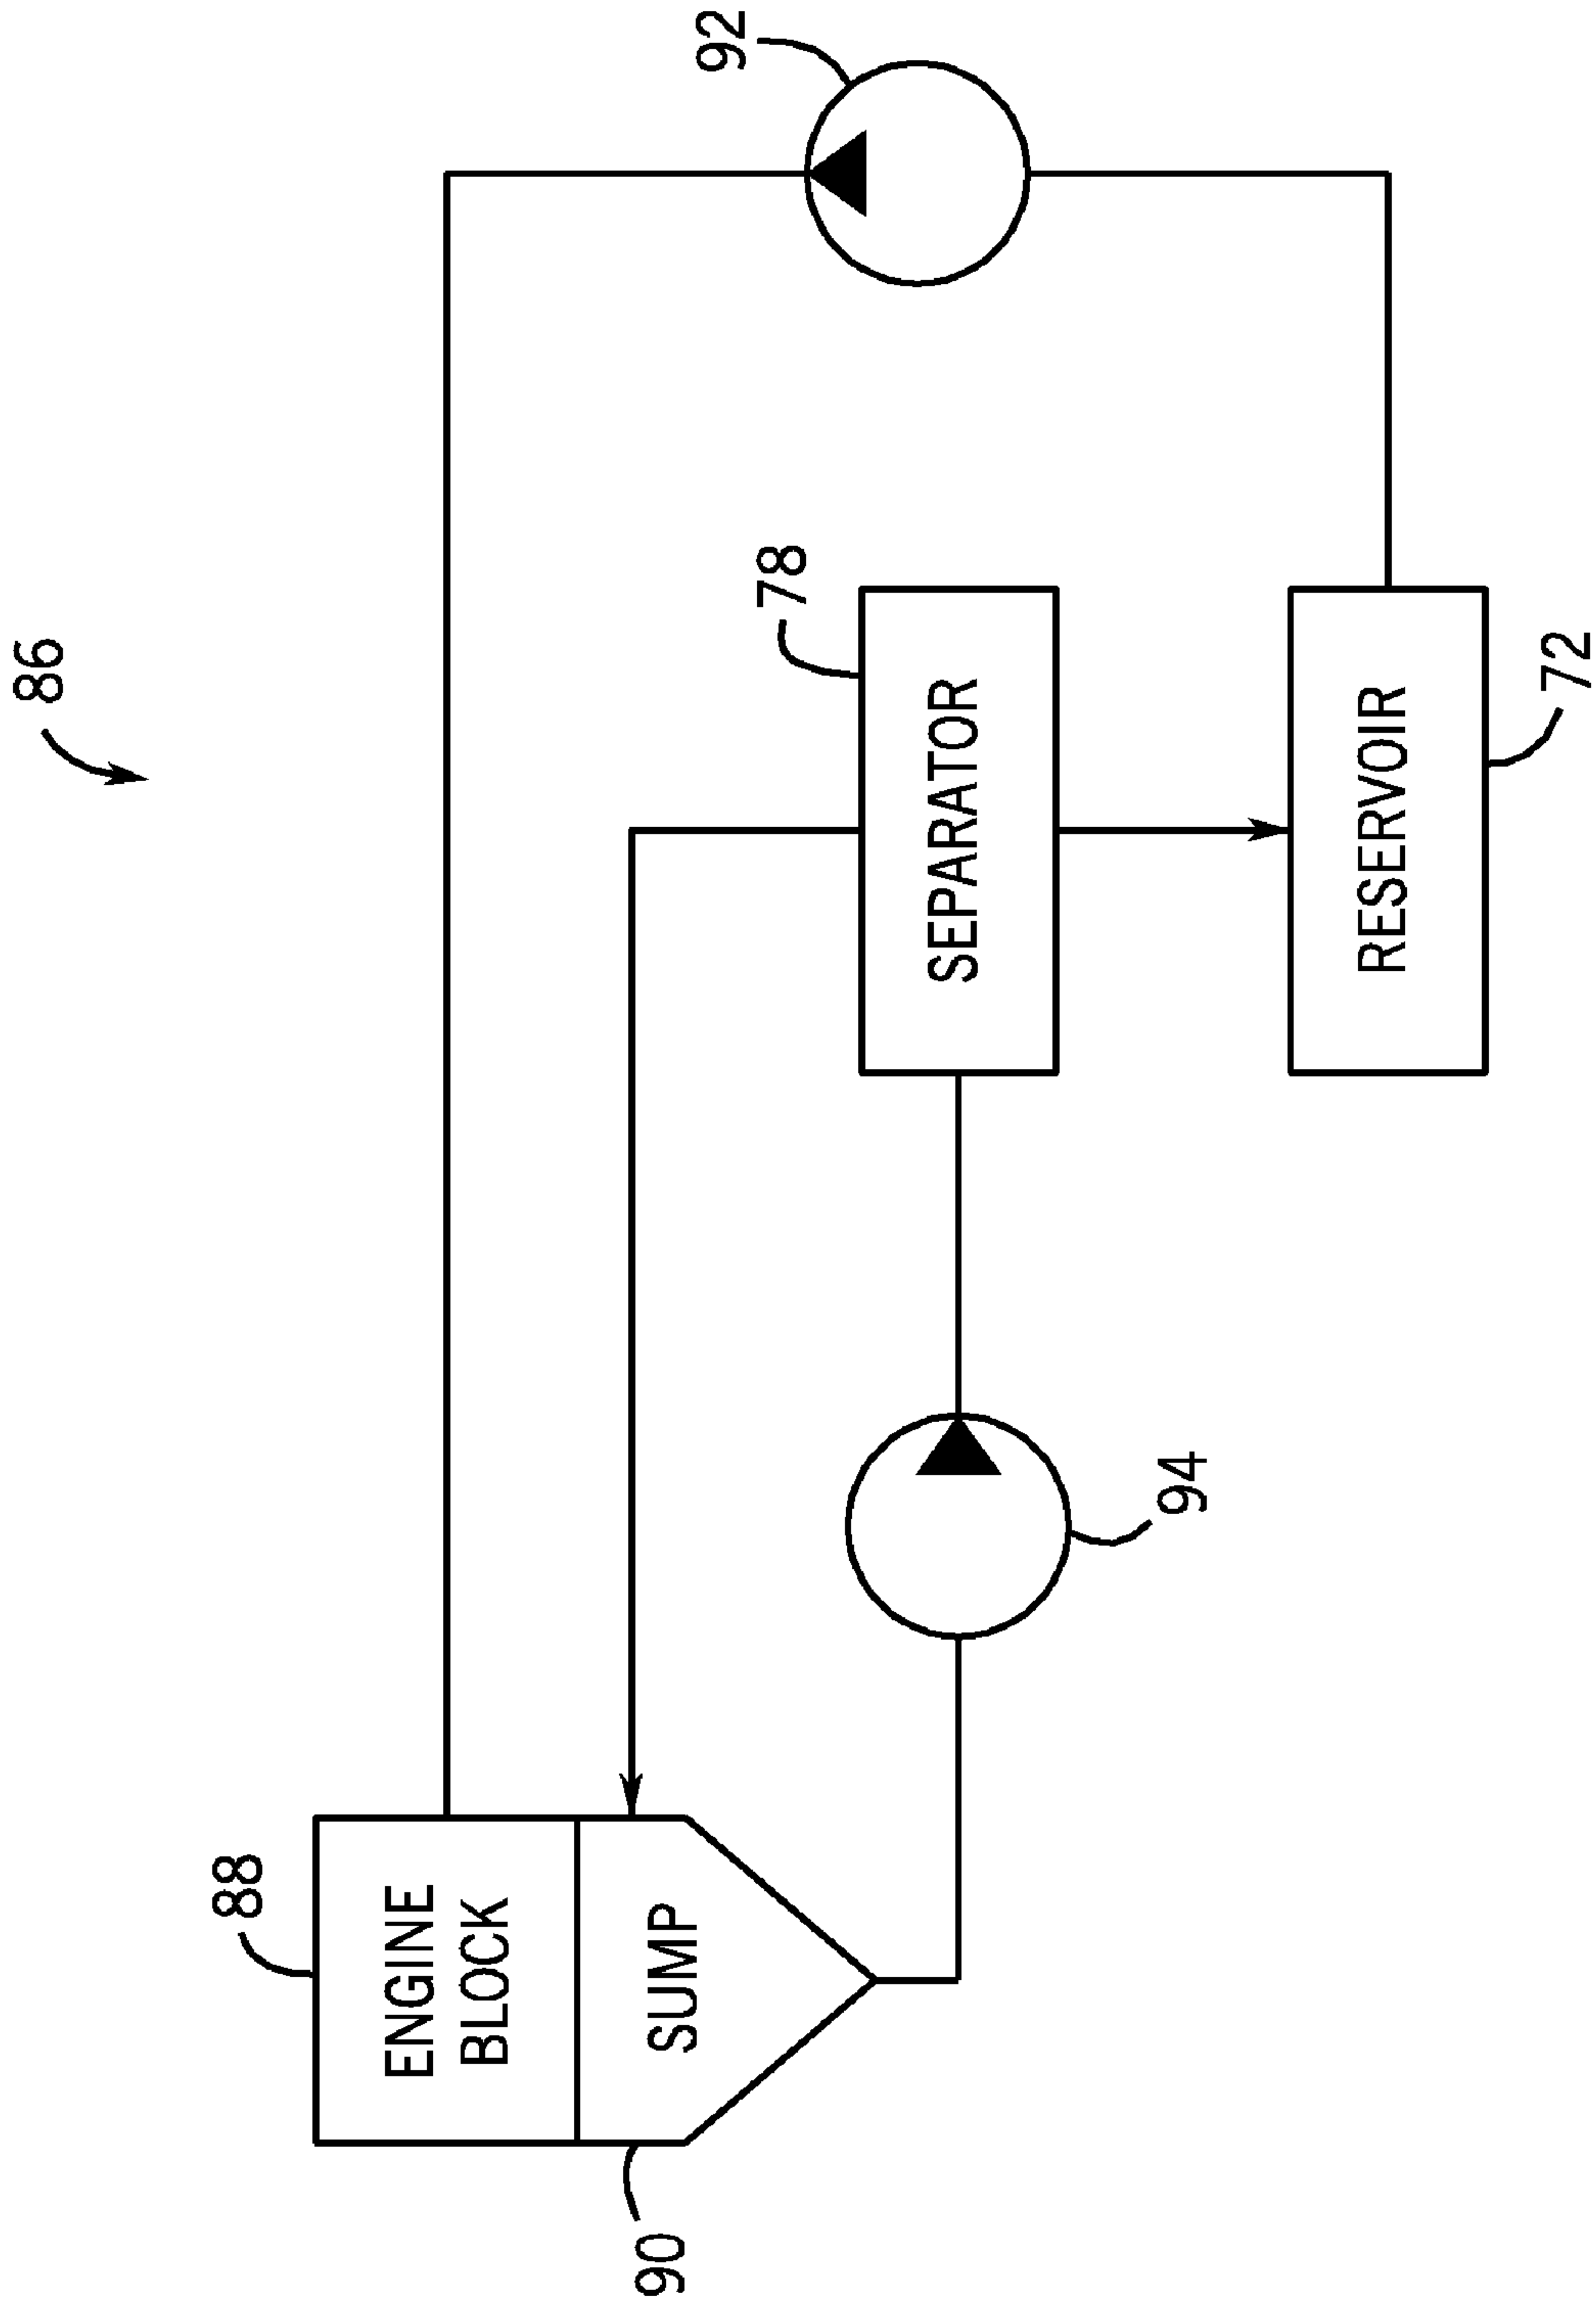 86
88
ENGINE
BLOCK
90
SUMP
94
SEPARATOR
78
RESERVOIR
72
92